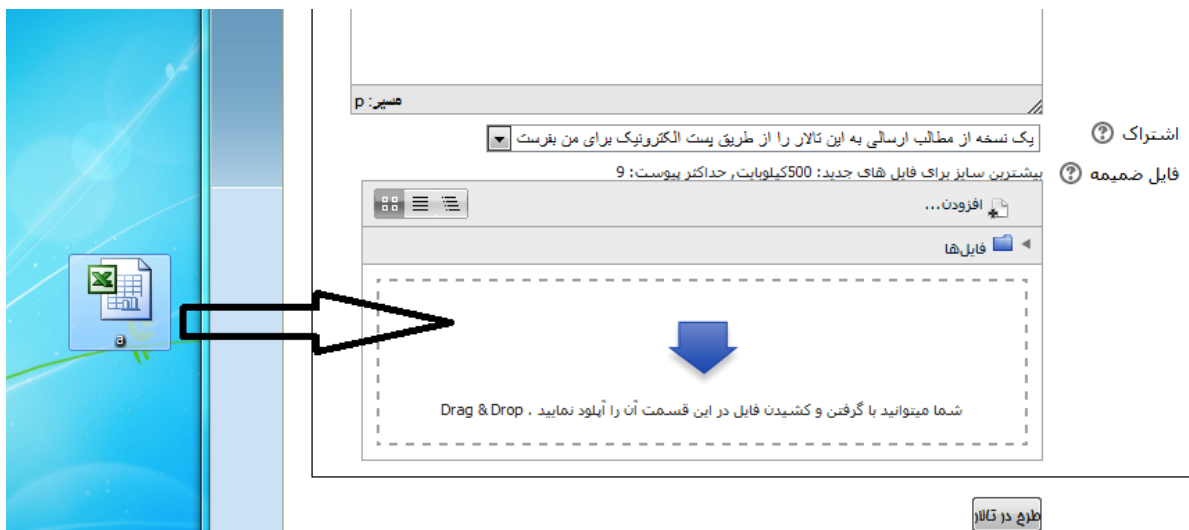 مسیر: p
اشتراک
یک نسخه از مطالب ارسالی به این تالار را از طریق پست الکترونیک برای من بفرست
فایل ضمیمه
بیشترین سایز برای فایل های جدید: 500کیلوبایت, حداکثر پیوست: 9
افزودن...
فایل‌ها
a
شما میتوانید با گرفتن و کشیدن فایل در این قسمت آن را آپلود نمایید . Drag & Drop
طرح در تالار